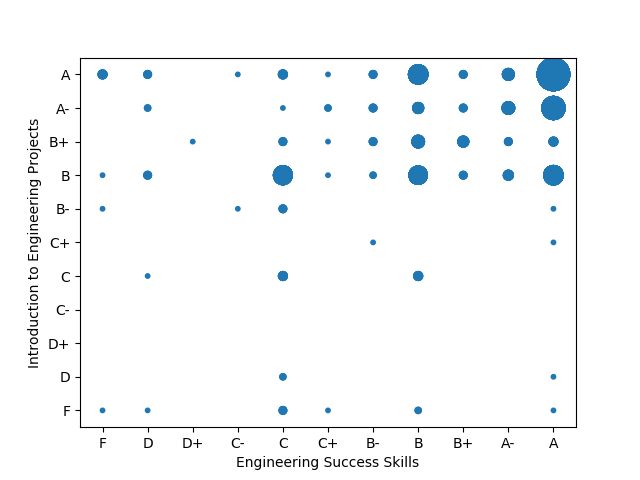 Introduction to Engineering Projects
A
A-
B+
B
B-
C+
C
C-
D+
D
F
F D D+ C- C C+ B- B B+ A- A
Engineering Success Skills